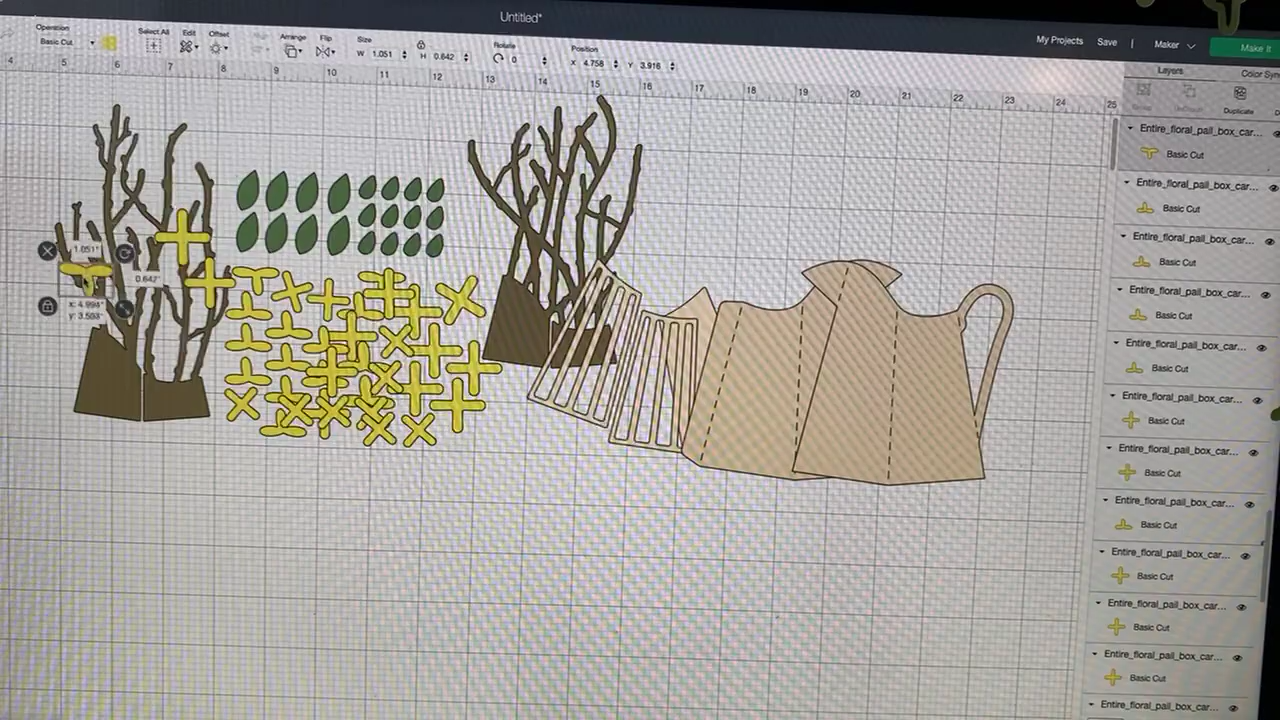 Untitled*
Operation
Basic Cut
Select All
Edit
Offset
Arrange
Flip
Size
W 1.051
H 0.642
Rotate
0
Position
X 4.758
Y 3.916
My Projects
Save
Maker
Make It
4 5 6 7 8 9 10 11 12 13 14 15 16 17 18 19 20 21 22 23 24 25
Layers
Color Sync
Duplicate
1.051"
0.642"
x: 4.994"
y: 3.593"
Entire_floral_pail_box_car...
Basic Cut
Entire_floral_pail_box_car...
Basic Cut
Entire_floral_pail_box_car...
Basic Cut
Entire_floral_pail_box_car...
Basic Cut
Entire_floral_pail_box_car...
Basic Cut
Entire_floral_pail_box_car...
Basic Cut
Entire_floral_pail_box_car...
Basic Cut
Entire_floral_pail_box_car...
Basic Cut
Entire_floral_pail_box_car...
Basic Cut
Entire_floral_pail_box_car...
Basic Cut
Entire_floral_pail_box_car...
Basic Cut
Entire_floral_pail_box_car...